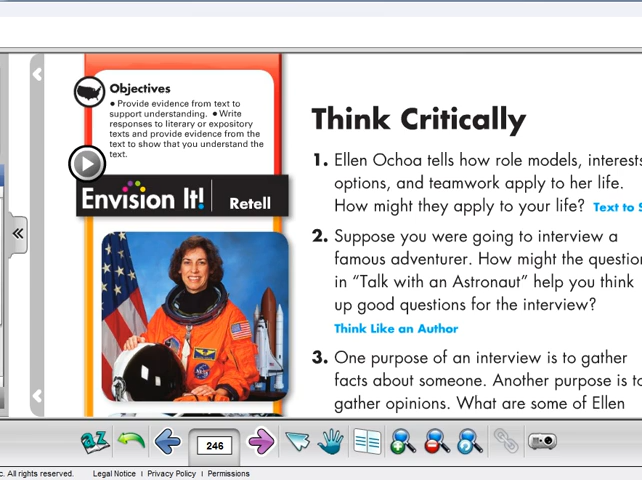 Objectives
• Provide evidence from text to
support understanding. • Write
responses to literary or expository
texts and provide evidence from the
text to show that you understand the
text.
Envision It! Retell
Think Critically
1. Ellen Ochoa tells how role models, interests
options, and teamwork apply to her life.
How might they apply to your life? Text to S
2. Suppose you were going to interview a
famous adventurer. How might the question
in “Talk with an Astronaut” help you think
up good questions for the interview?
Think Like an Author
3. One purpose of an interview is to gather
facts about someone. Another purpose is to
gather opinions. What are some of Ellen
246
c. All rights reserved. Legal Notice | Privacy Policy | Permissions